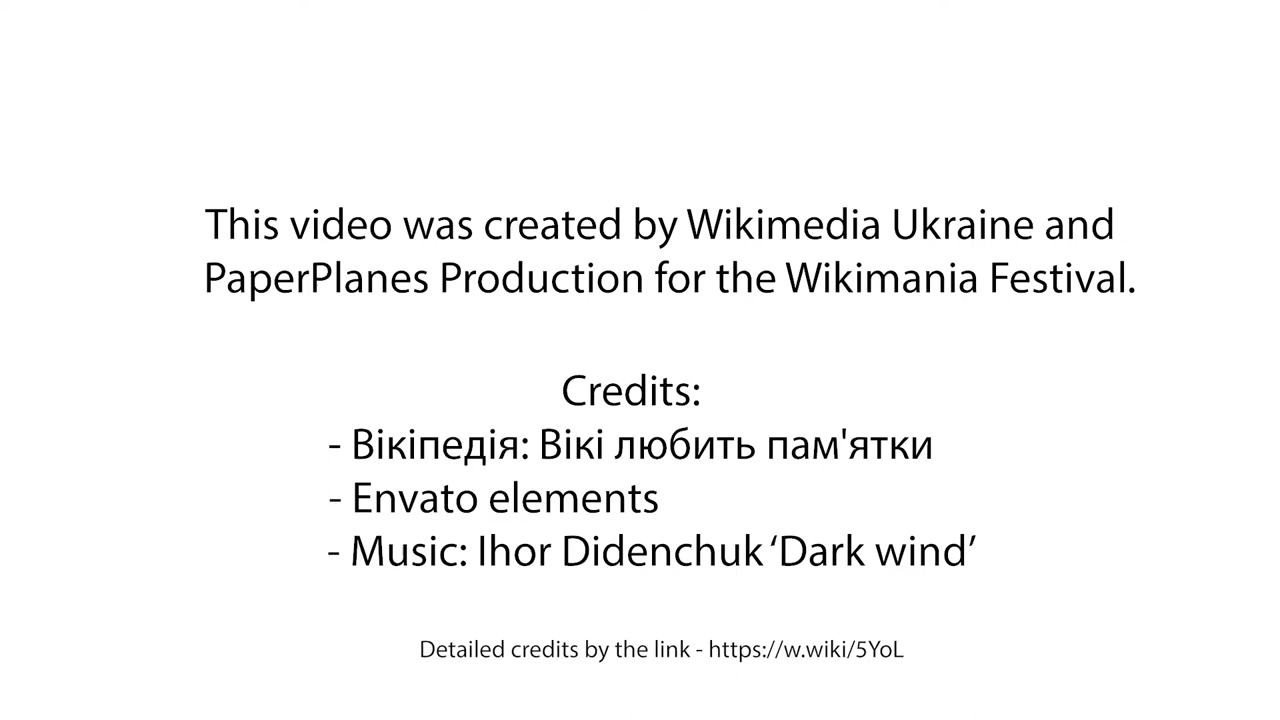 This video was created by Wikimedia Ukraine and
PaperPlanes Production for the Wikimania Festival.
Credits:
- Вікіпедія: Вікі любить пам'ятки
- Envato elements
- Music: Ihor Didenchuk ‘Dark wind’
Detailed credits by the link - https://w.wiki/5YoL